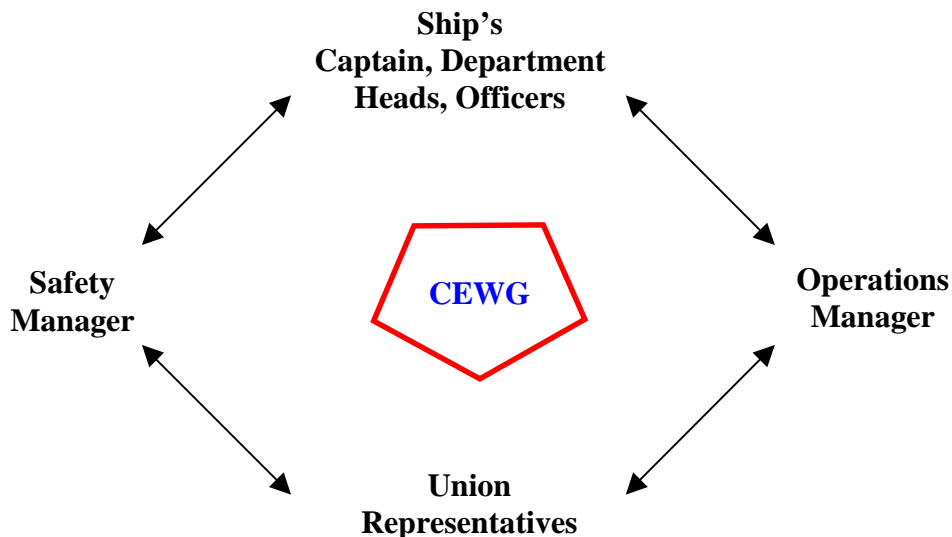 Ship’s
Captain, Department
Heads, Officers
Safety
Manager
CEWG
Operations
Manager
Union
Representatives